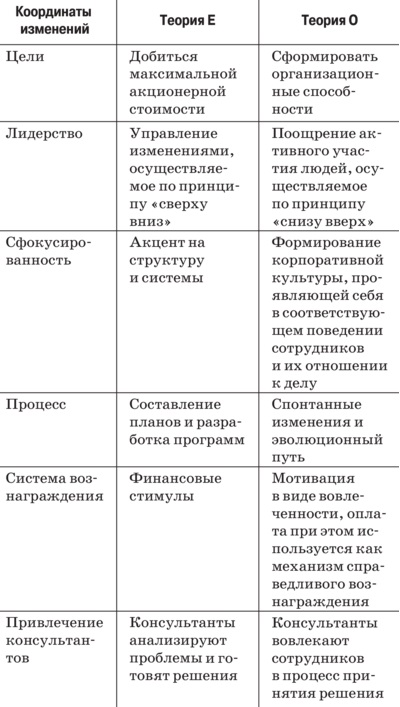 Координаты
изменений
Теория Е
Теория О
Цели
Добиться
максимальной
акционерной
стоимости
Сформировать
организацион-
ные способ-
ности
Лидерство
Управление
изменениями,
осуществляе-
мое по принци-
пу «сверху
вниз»
Поощрение ак-
тивного учас-
тия людей, осу-
ществляемое
по принципу
«снизу вверх»
Сфокусиро-
ванность
Акцент на
структуру
и системы
Формирование
корпоративной
культуры, про-
являющей себя
в соответствую-
щем поведении
сотрудников
и их отношении
к делу
Процесс
Составление
планов и разра-
ботка программ
Спонтанные
изменения и
эволюционный
путь
Система воз-
награждения
Финансовые
стимулы
Мотивация
в виде вовле-
ченности, опла-
та при этом ис-
пользуется как
механизм спра-
ведливого воз-
награждения
Привлечение
консультан-
тов
Консультанты
анализируют
проблемы и го-
товят решения
Консультанты
вовлекают
сотрудников
в процесс при-
нятия решения